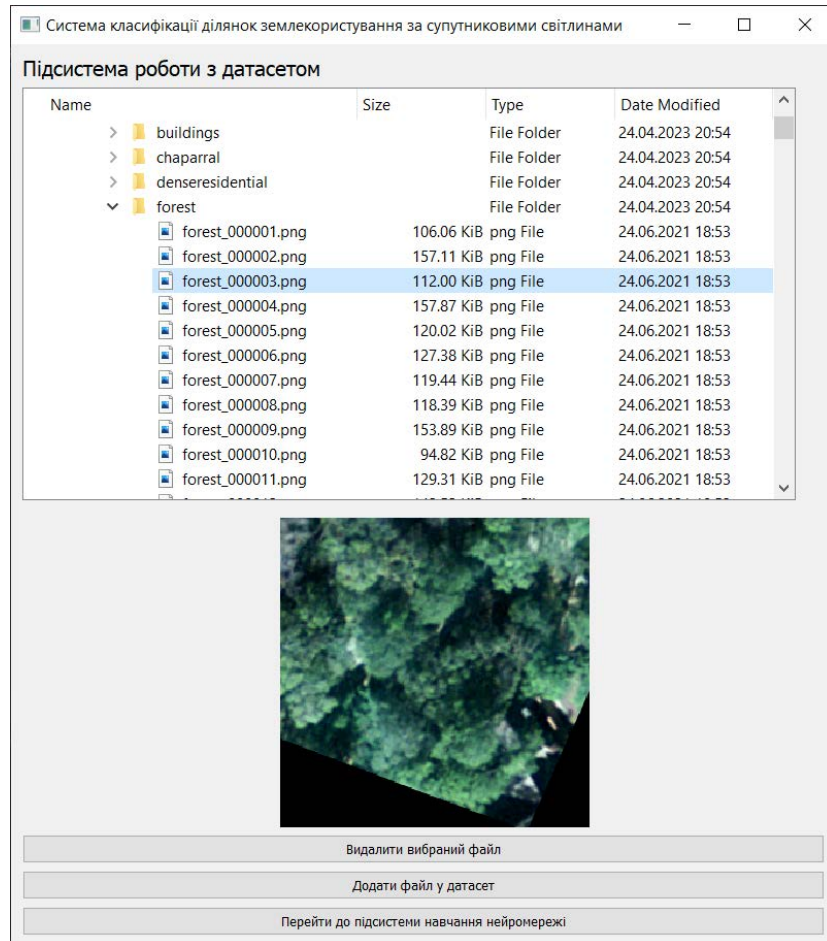 Система класифікації ділянок землекористування за супутниковими світлинами
Підсистема роботи з датасетом
Name Size Type Date Modified
buildings File Folder 24.04.2023 20:54
chaparral File Folder 24.04.2023 20:54
denseresidential File Folder 24.04.2023 20:54
forest File Folder 24.04.2023 20:54
forest_000001.png 106.06 KiB png File 24.06.2021 18:53
forest_000002.png 157.11 KiB png File 24.06.2021 18:53
forest_000003.png 112.00 KiB png File 24.06.2021 18:53
forest_000004.png 157.87 KiB png File 24.06.2021 18:53
forest_000005.png 120.02 KiB png File 24.06.2021 18:53
forest_000006.png 127.38 KiB png File 24.06.2021 18:53
forest_000007.png 119.44 KiB png File 24.06.2021 18:53
forest_000008.png 118.39 KiB png File 24.06.2021 18:53
forest_000009.png 153.89 KiB png File 24.06.2021 18:53
forest_000010.png 94.82 KiB png File 24.06.2021 18:53
forest_000011.png 129.31 KiB png File 24.06.2021 18:53
Видалити вибраний файл
Додати файл у датасет
Перейти до підсистеми навчання нейромережі